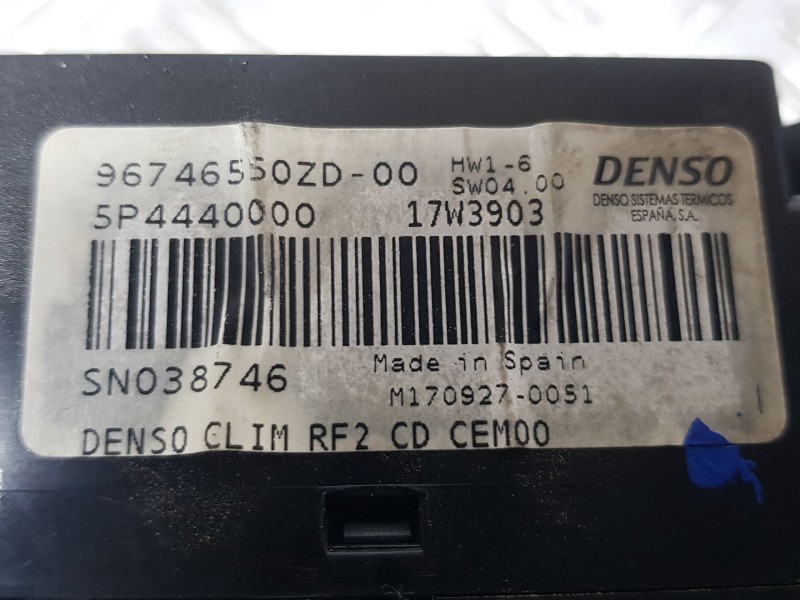 96746550ZD-00 HW1-6 DENSO
SW04.00
DENSO SISTEMAS TERMICOS
ESPAÑA, S.A.
5P4440000 17W3903
SN038746 Made in Spain
M170927-0051
DENSO CLIM RF2 CD CEM00